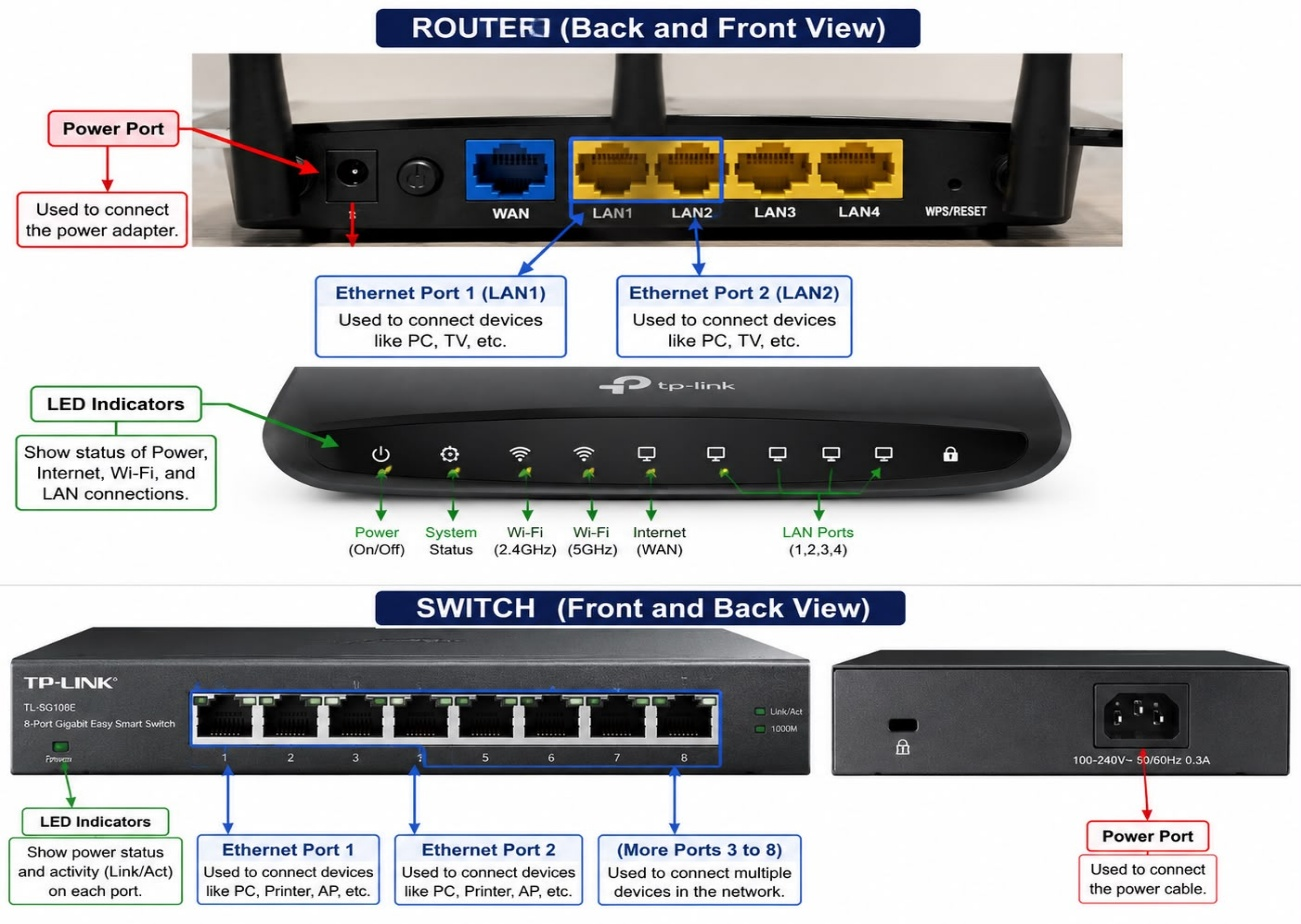 ROUTER (Back and Front View)
Power Port
Used to connect
the power adapter.
WAN
LAN1
LAN2
LAN3
LAN4
WPS/RESET
Ethernet Port 1 (LAN1)
Used to connect devices
like PC, TV, etc.
Ethernet Port 2 (LAN2)
Used to connect devices
like PC, TV, etc.
tp-link
LED Indicators
Show status of Power,
Internet, Wi-Fi, and
LAN connections.
Power
(On/Off)
System
Status
Wi-Fi
(2.4GHz)
Wi-Fi
(5GHz)
Internet
(WAN)
LAN Ports
(1,2,3,4)
SWITCH (Front and Back View)
TP-LINK
TL-SG108E
8-Port Gigabit Easy Smart Switch
Link/Act
1000M
1 2 3 5 6 7 8
100-240V~ 50/60Hz 0.3A
LED Indicators
Show power status
and activity (Link/Act)
on each port.
Ethernet Port 1
Used to connect devices
like PC, Printer, AP, etc.
Ethernet Port 2
Used to connect devices
like PC, Printer, AP, etc.
(More Ports 3 to 8)
Used to connect multiple
devices in the network.
Power Port
Used to connect
the power cable.